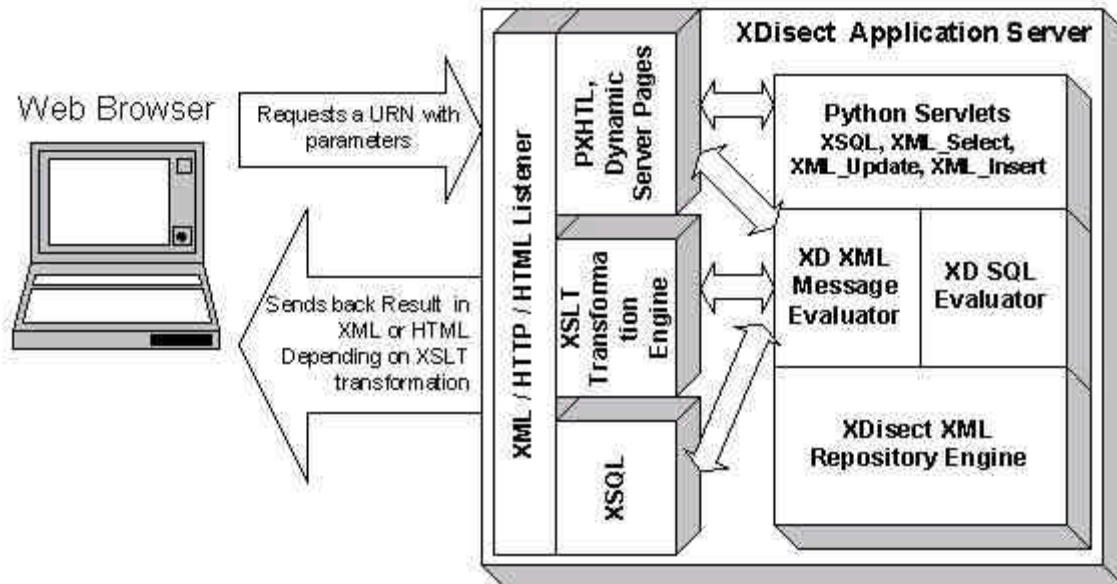 XDisect Application Server
Web Browser
Requests a URN with
parameters
Sends back Result in
XML or HTML
Depending on XSLT
transformation
XML / HTTP / HTML Listener
PXHTL,
Dynamic
Server Pages
XSLT
Transforma
tion
Engine
XSQL
Python Servlets
XSQL, XML_Select,
XML_Update, XML_Insert
XD XML
Message
Evaluator
XD SQL
Evaluator
XDisect XML
Repository Engine